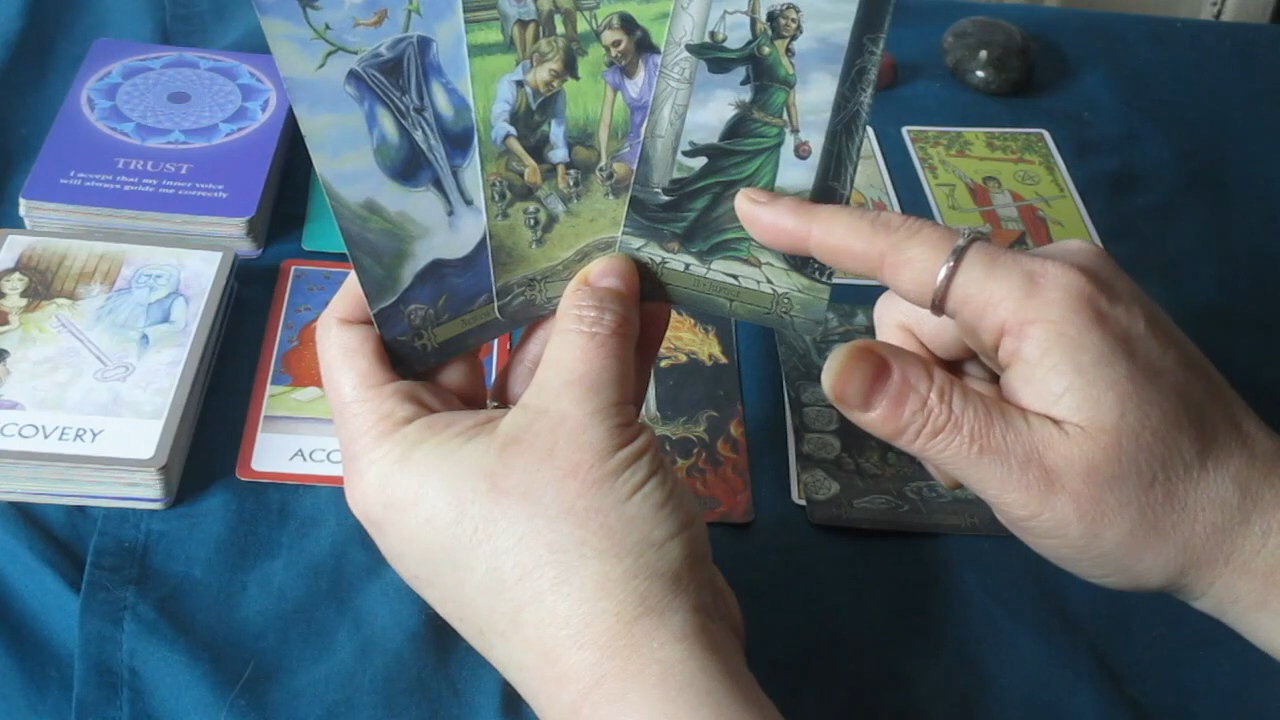 TRUST
I accept that my inner voice
will always guide me correctly
COVERY
ACC